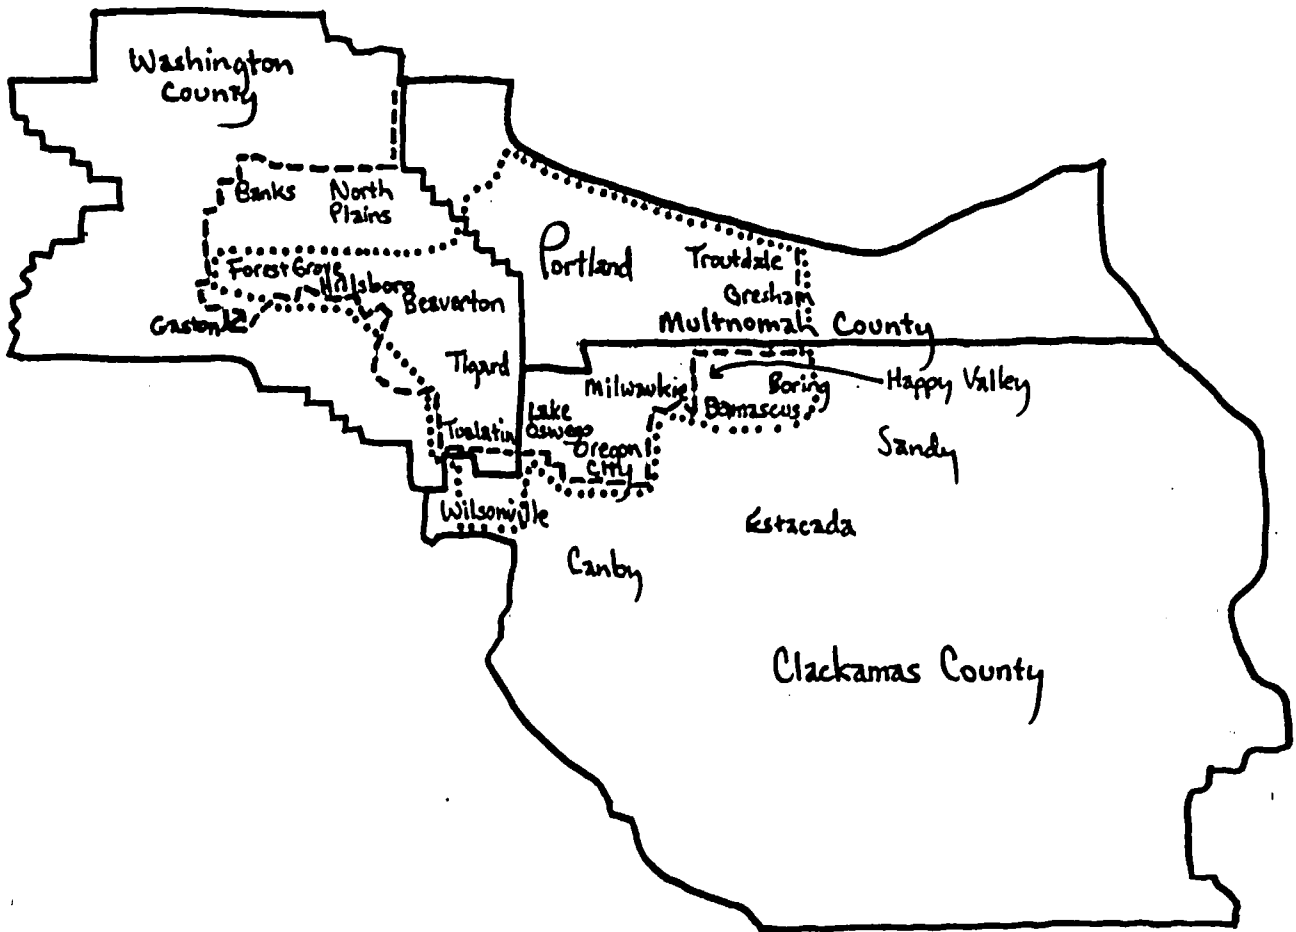 Washington
County
Banks
North
Plains
Portland
Troutdale
Forest Grove
Hillsboro
Beaverton
Gresham
Gaston
Multnomah County
Tigard
Milwaukie
Boring
Happy Valley
Damascus
Lake
Oswego
Tualatin
Oregon
City
Sandy
Wilsonville
Estacada
Canby
Clackamas County